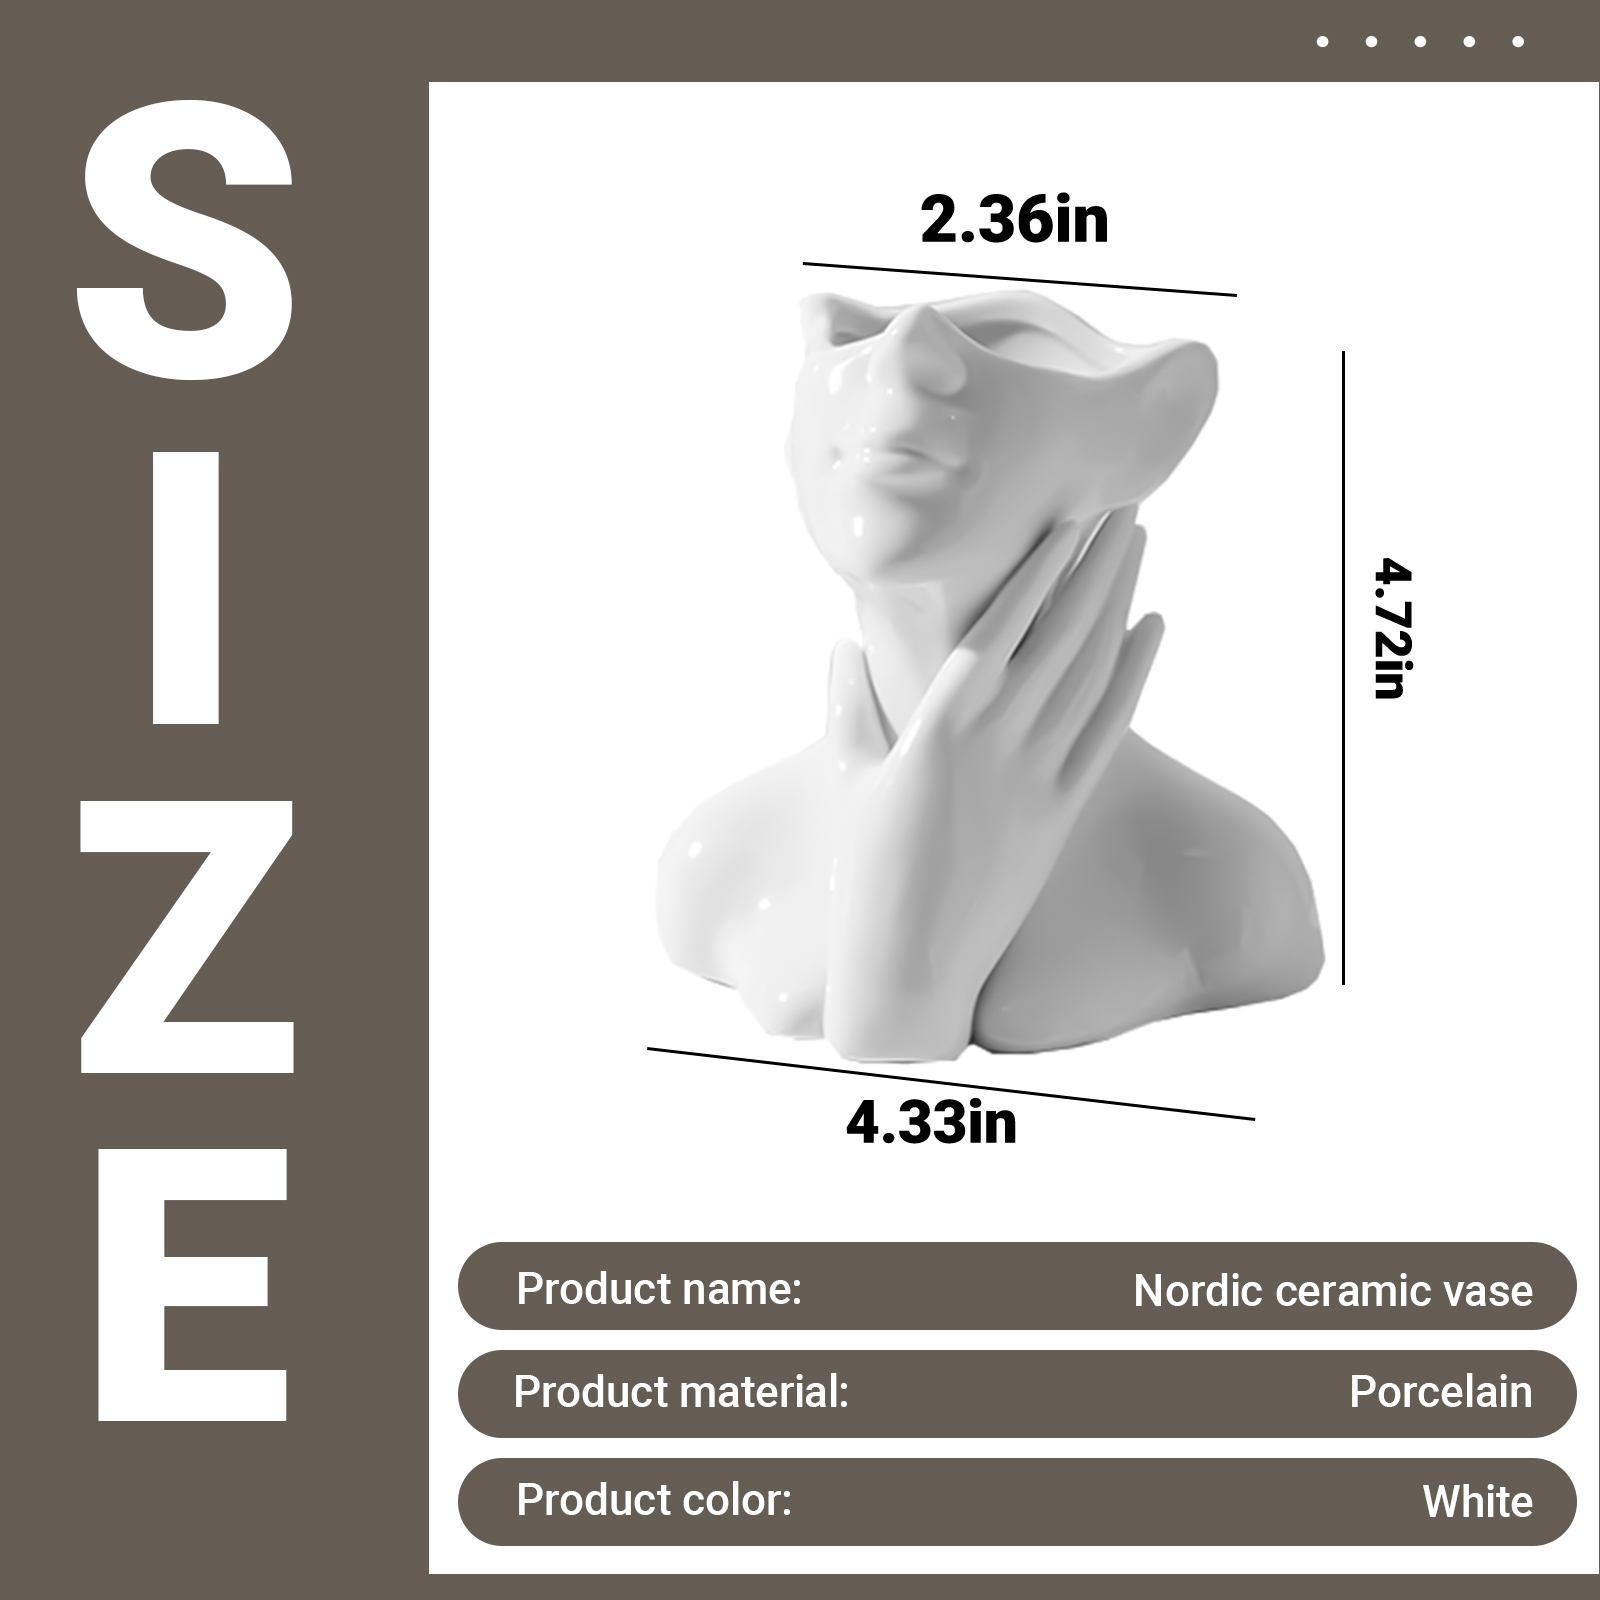 SIZE
2.36in
4.72in
4.33in
Product name: Nordic ceramic vase
Product material: Porcelain
Product color: White